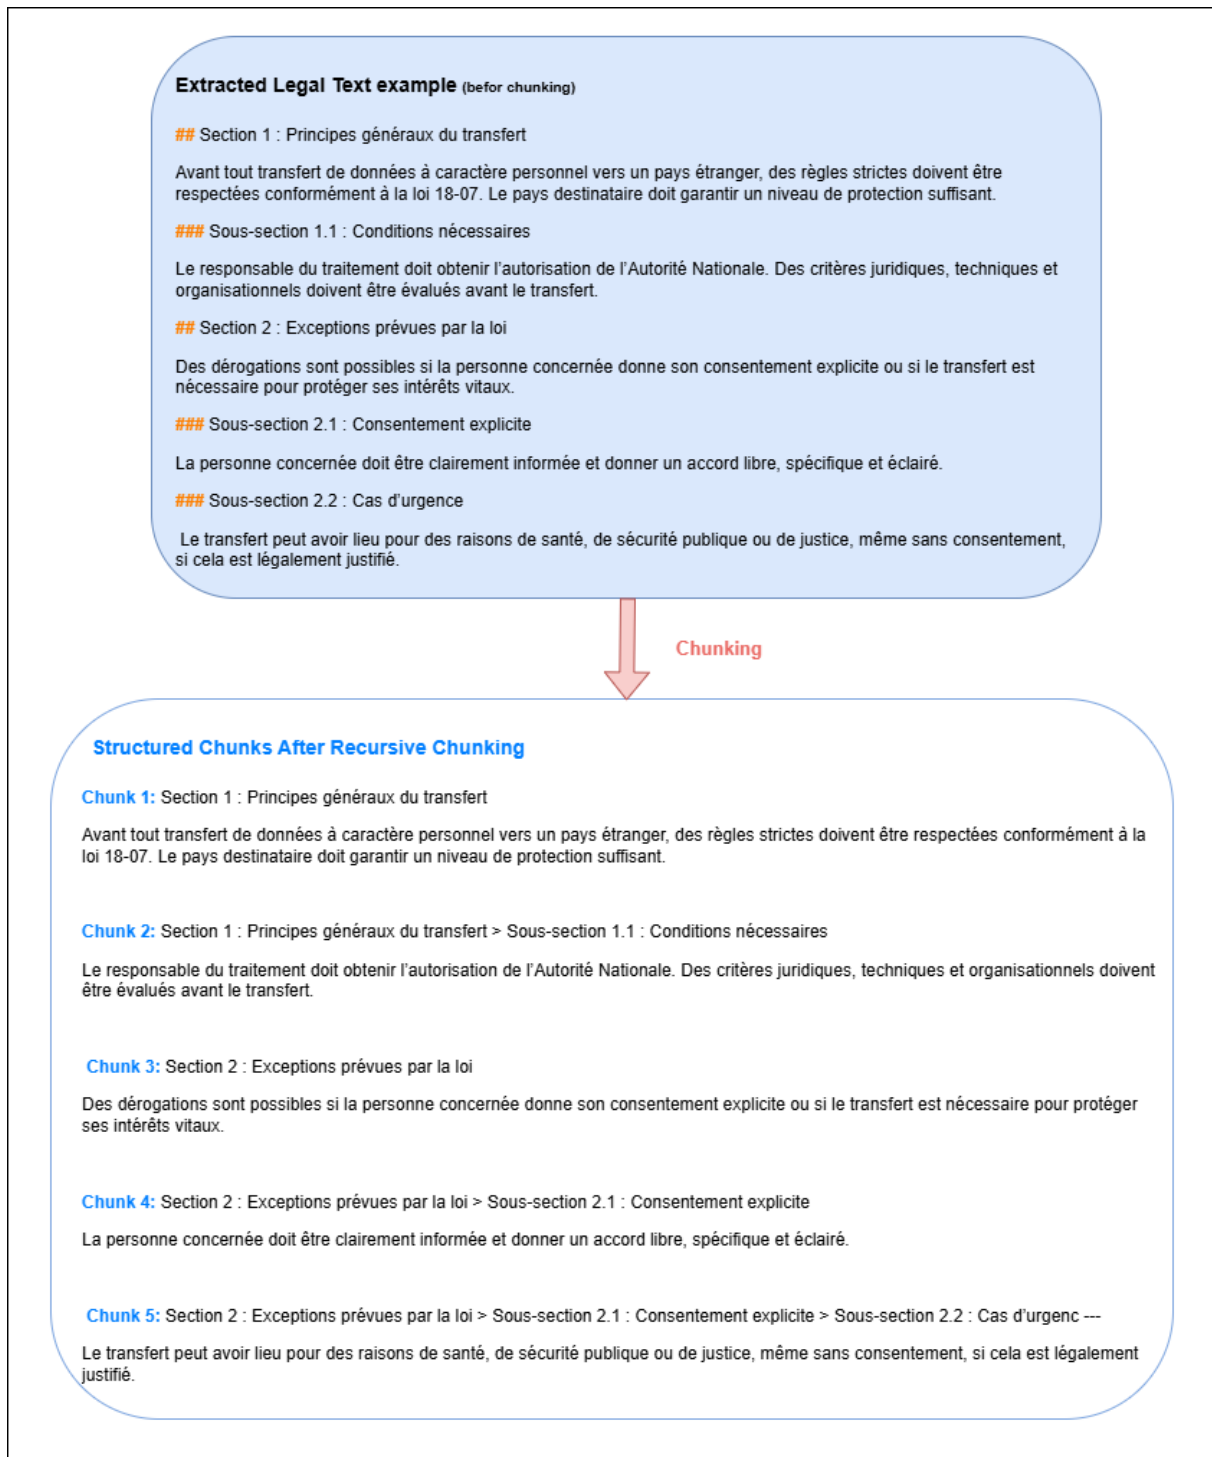 Extracted Legal Text example (befor chunking)
## Section 1 : Principes généraux du transfert
Avant tout transfert de données à caractère personnel vers un pays étranger, des règles strictes doivent être
respectées conformément à la loi 18-07. Le pays destinataire doit garantir un niveau de protection suffisant.
### Sous-section 1.1 : Conditions nécessaires
Le responsable du traitement doit obtenir l’autorisation de l’Autorité Nationale. Des critères juridiques, techniques et
organisationnels doivent être évalués avant le transfert.
## Section 2 : Exceptions prévues par la loi
Des dérogations sont possibles si la personne concernée donne son consentement explicite ou si le transfert est
nécessaire pour protéger ses intérêts vitaux.
### Sous-section 2.1 : Consentement explicite
La personne concernée doit être clairement informée et donner un accord libre, spécifique et éclairé.
### Sous-section 2.2 : Cas d’urgence
Le transfert peut avoir lieu pour des raisons de santé, de sécurité publique ou de justice, même sans consentement,
si cela est légalement justifié.
Chunking
Structured Chunks After Recursive Chunking
Chunk 1: Section 1 : Principes généraux du transfert
Avant tout transfert de données à caractère personnel vers un pays étranger, des règles strictes doivent être respectées conformément à la
loi 18-07. Le pays destinataire doit garantir un niveau de protection suffisant.
Chunk 2: Section 1 : Principes généraux du transfert > Sous-section 1.1 : Conditions nécessaires
Le responsable du traitement doit obtenir l’autorisation de l’Autorité Nationale. Des critères juridiques, techniques et organisationnels doivent
être évalués avant le transfert.
Chunk 3: Section 2 : Exceptions prévues par la loi
Des dérogations sont possibles si la personne concernée donne son consentement explicite ou si le transfert est nécessaire pour protéger
ses intérêts vitaux.
Chunk 4: Section 2 : Exceptions prévues par la loi > Sous-section 2.1 : Consentement explicite
La personne concernée doit être clairement informée et donner un accord libre, spécifique et éclairé.
Chunk 5: Section 2 : Exceptions prévues par la loi > Sous-section 2.1 : Consentement explicite > Sous-section 2.2 : Cas d’urgenc ---
Le transfert peut avoir lieu pour des raisons de santé, de sécurité publique ou de justice, même sans consentement, si cela est légalement
justifié.